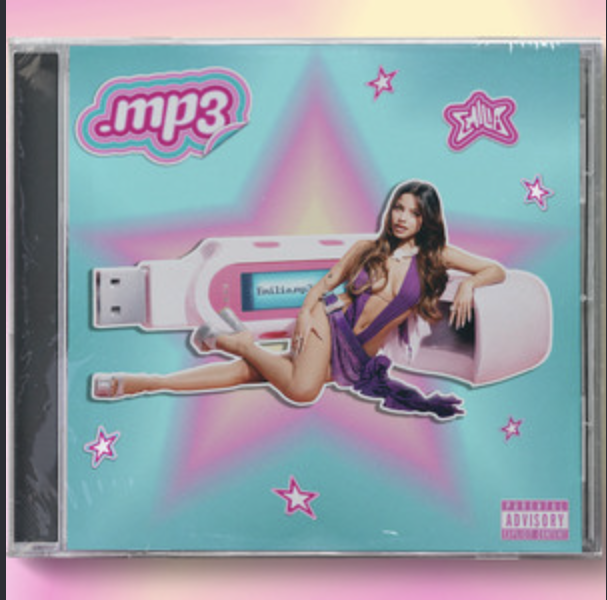 .mp3
EMILIA
Emilia.mp3
PARENTAL
ADVISORY
EXPLICIT CONTENT